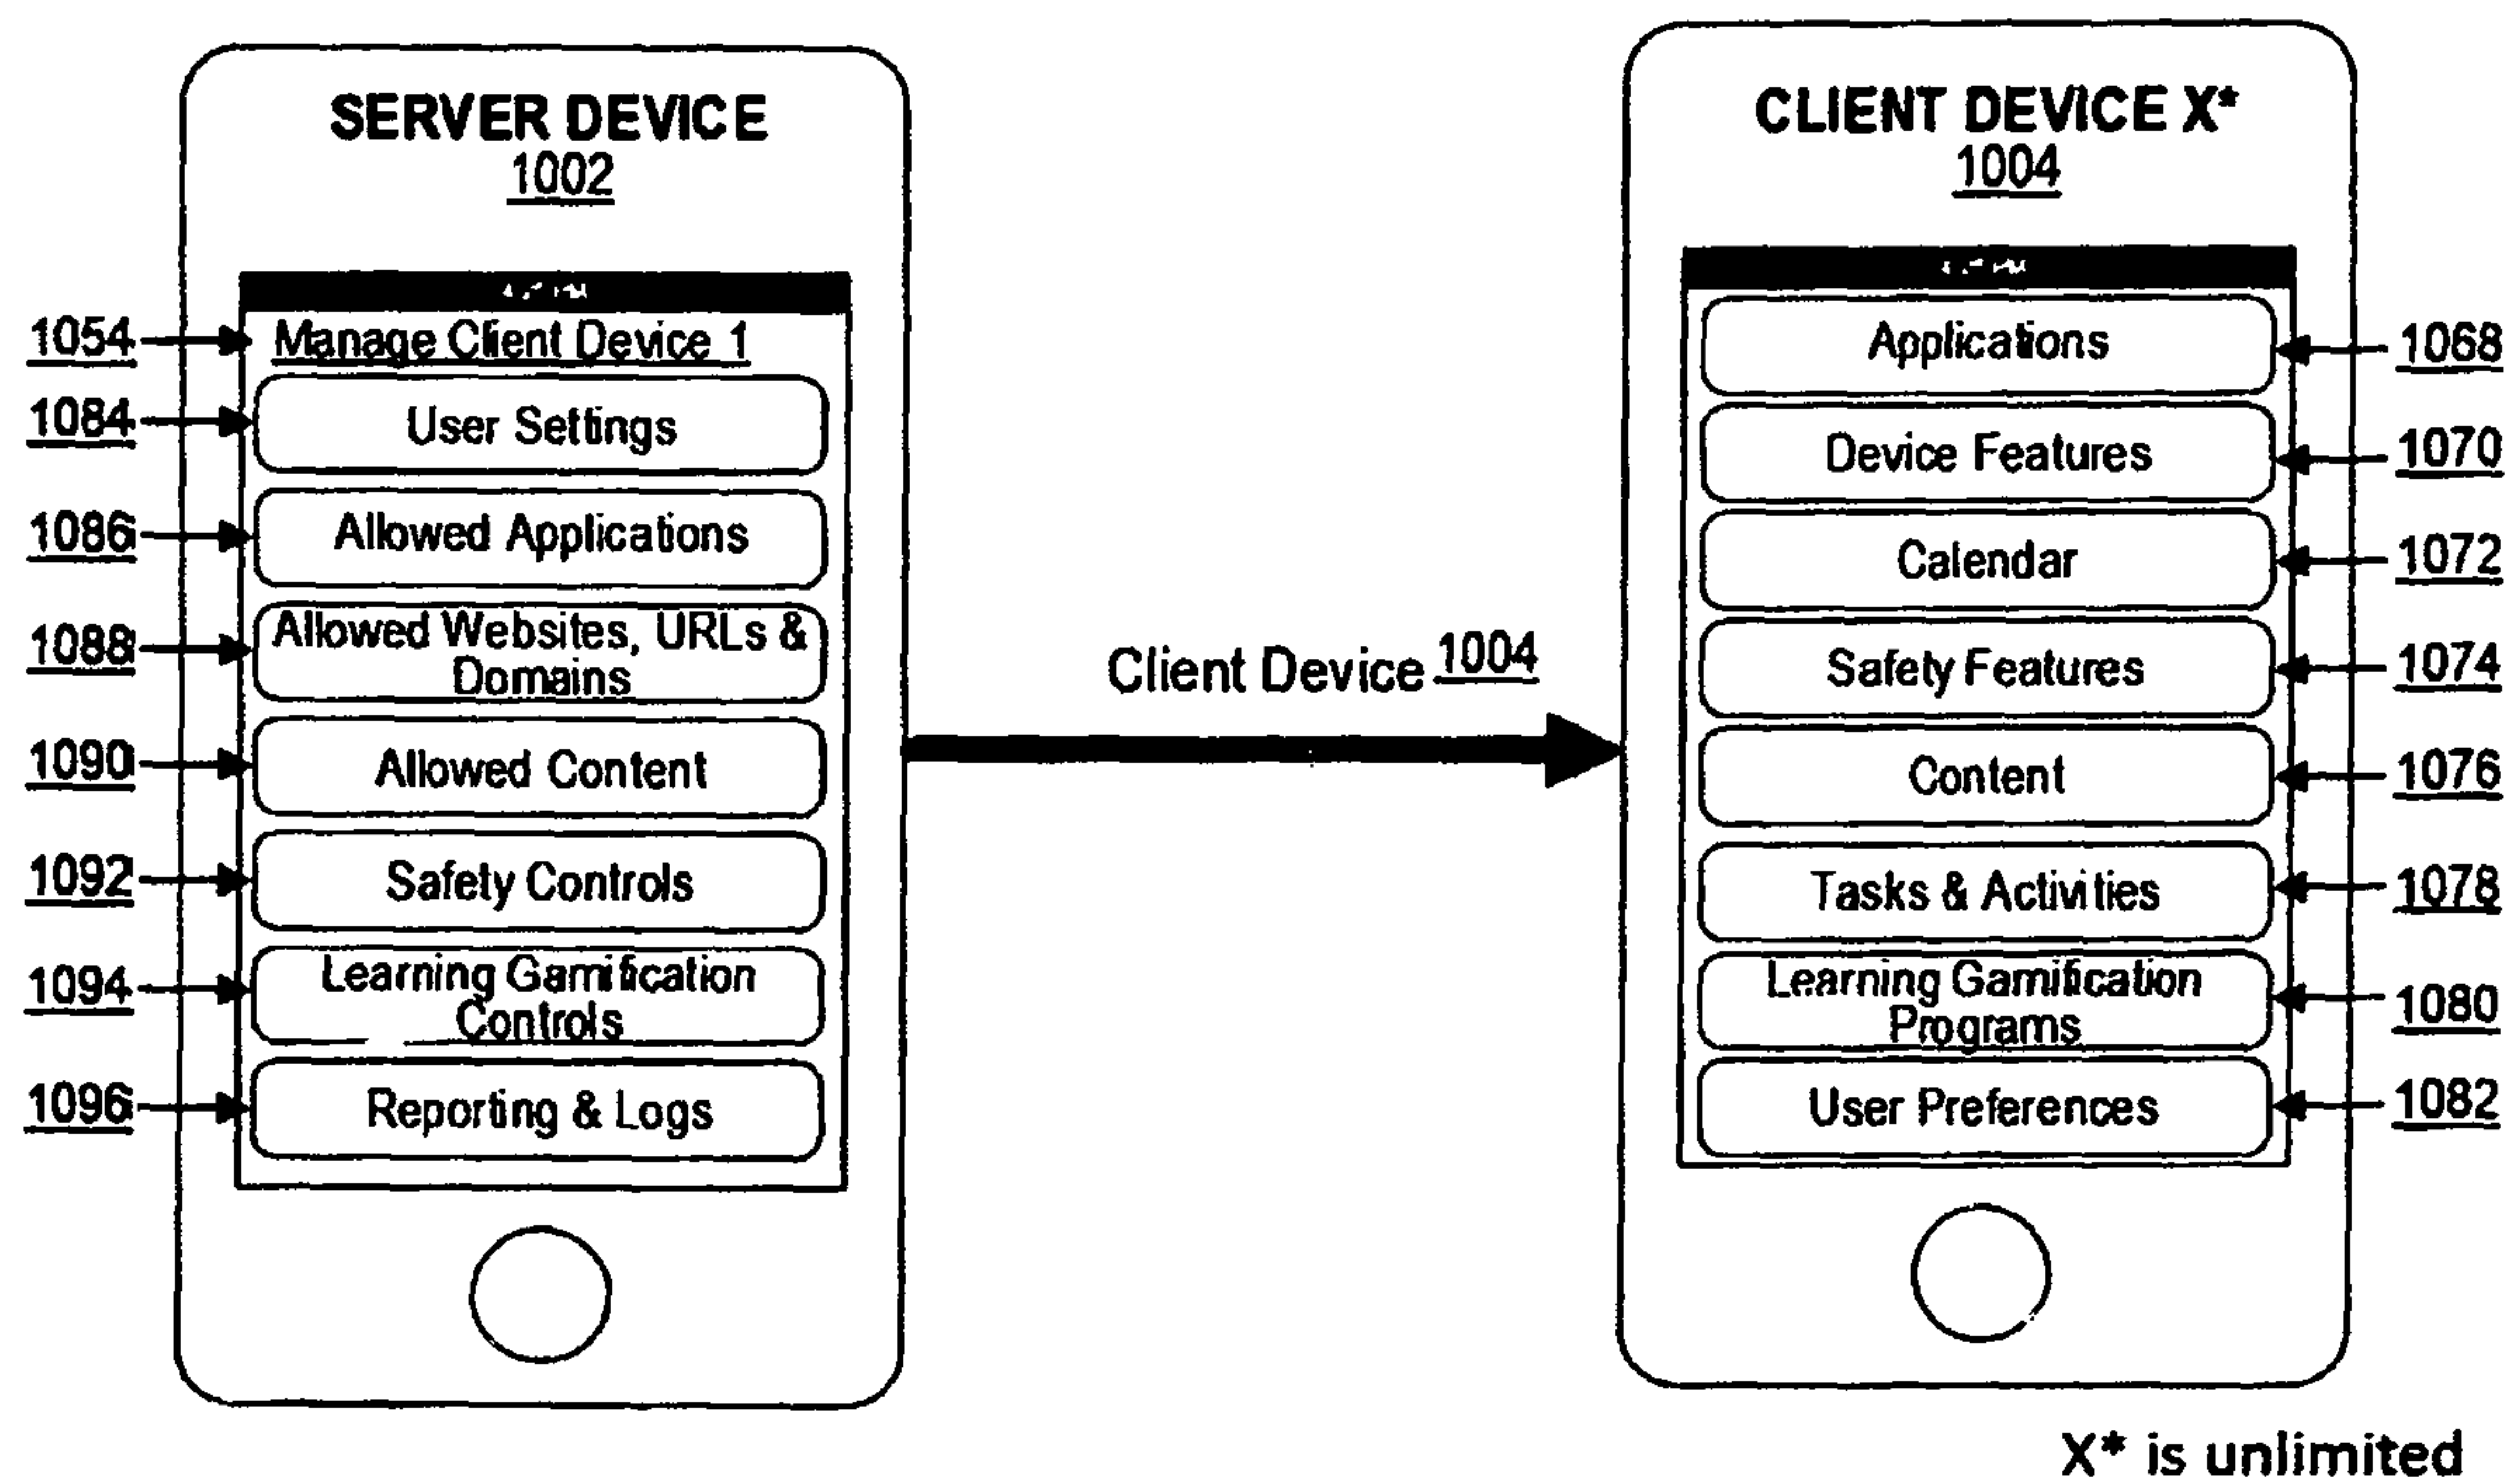 SERVER DEVICE
1002
1054
Manage Client Device 1
1084
User Settings
1086
Allowed Applications
1088
Allowed Websites, URLs &
Domains
1090
Allowed Content
1092
Safety Controls
1094
Learning Gamification
Controls
1096
Reporting & Logs
Client Device 1004
CLIENT DEVICE X*
1004
Applications
1068
Device Features
1070
Calendar
1072
Safety Features
1074
Content
1076
Tasks & Activities
1078
Learning Gamification
Programs
1080
User Preferences
1082
X* is unlimited